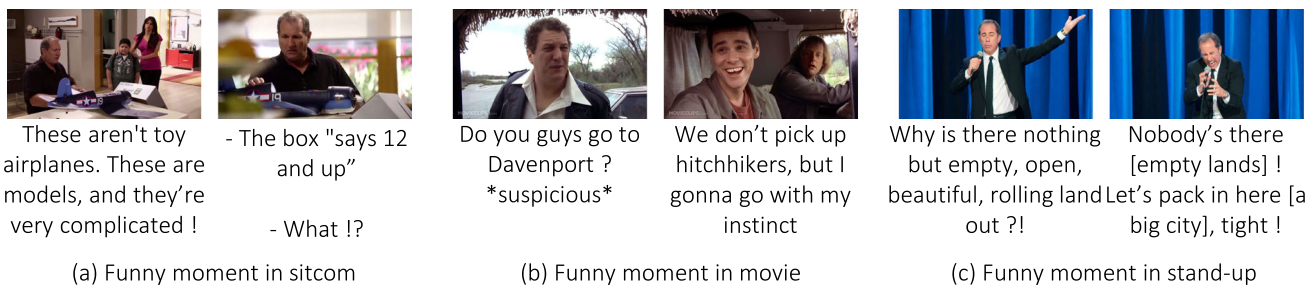 These aren't toy
airplanes. These are
models, and they’re
very complicated !
- The box "says 12
and up”
- What !?
(a) Funny moment in sitcom
Do you guys go to
Davenport ?
*suspicious*
We don’t pick up
hitchhikers, but I
gonna go with my
instinct
(b) Funny moment in movie
Why is there nothing
but empty, open,
beautiful, rolling land
out ?!
Nobody’s there
[empty lands] !
Let’s pack in here [a
big city], tight !
(c) Funny moment in stand-up